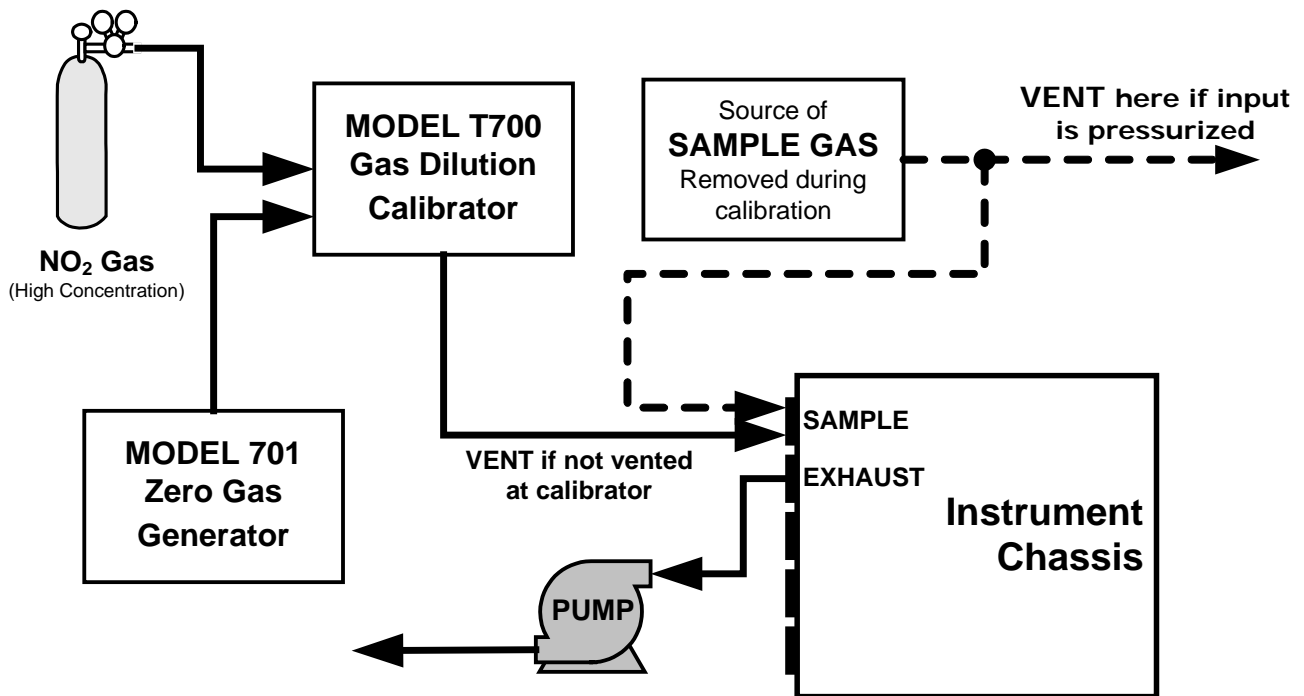 NO₂ Gas
(High Concentration)
MODEL T700
Gas Dilution
Calibrator
Source of
SAMPLE GAS
Removed during
calibration
VENT here if input
is pressurized
MODEL 701
Zero Gas
Generator
VENT if not vented
at calibrator
SAMPLE
EXHAUST
Instrument
Chassis
PUMP